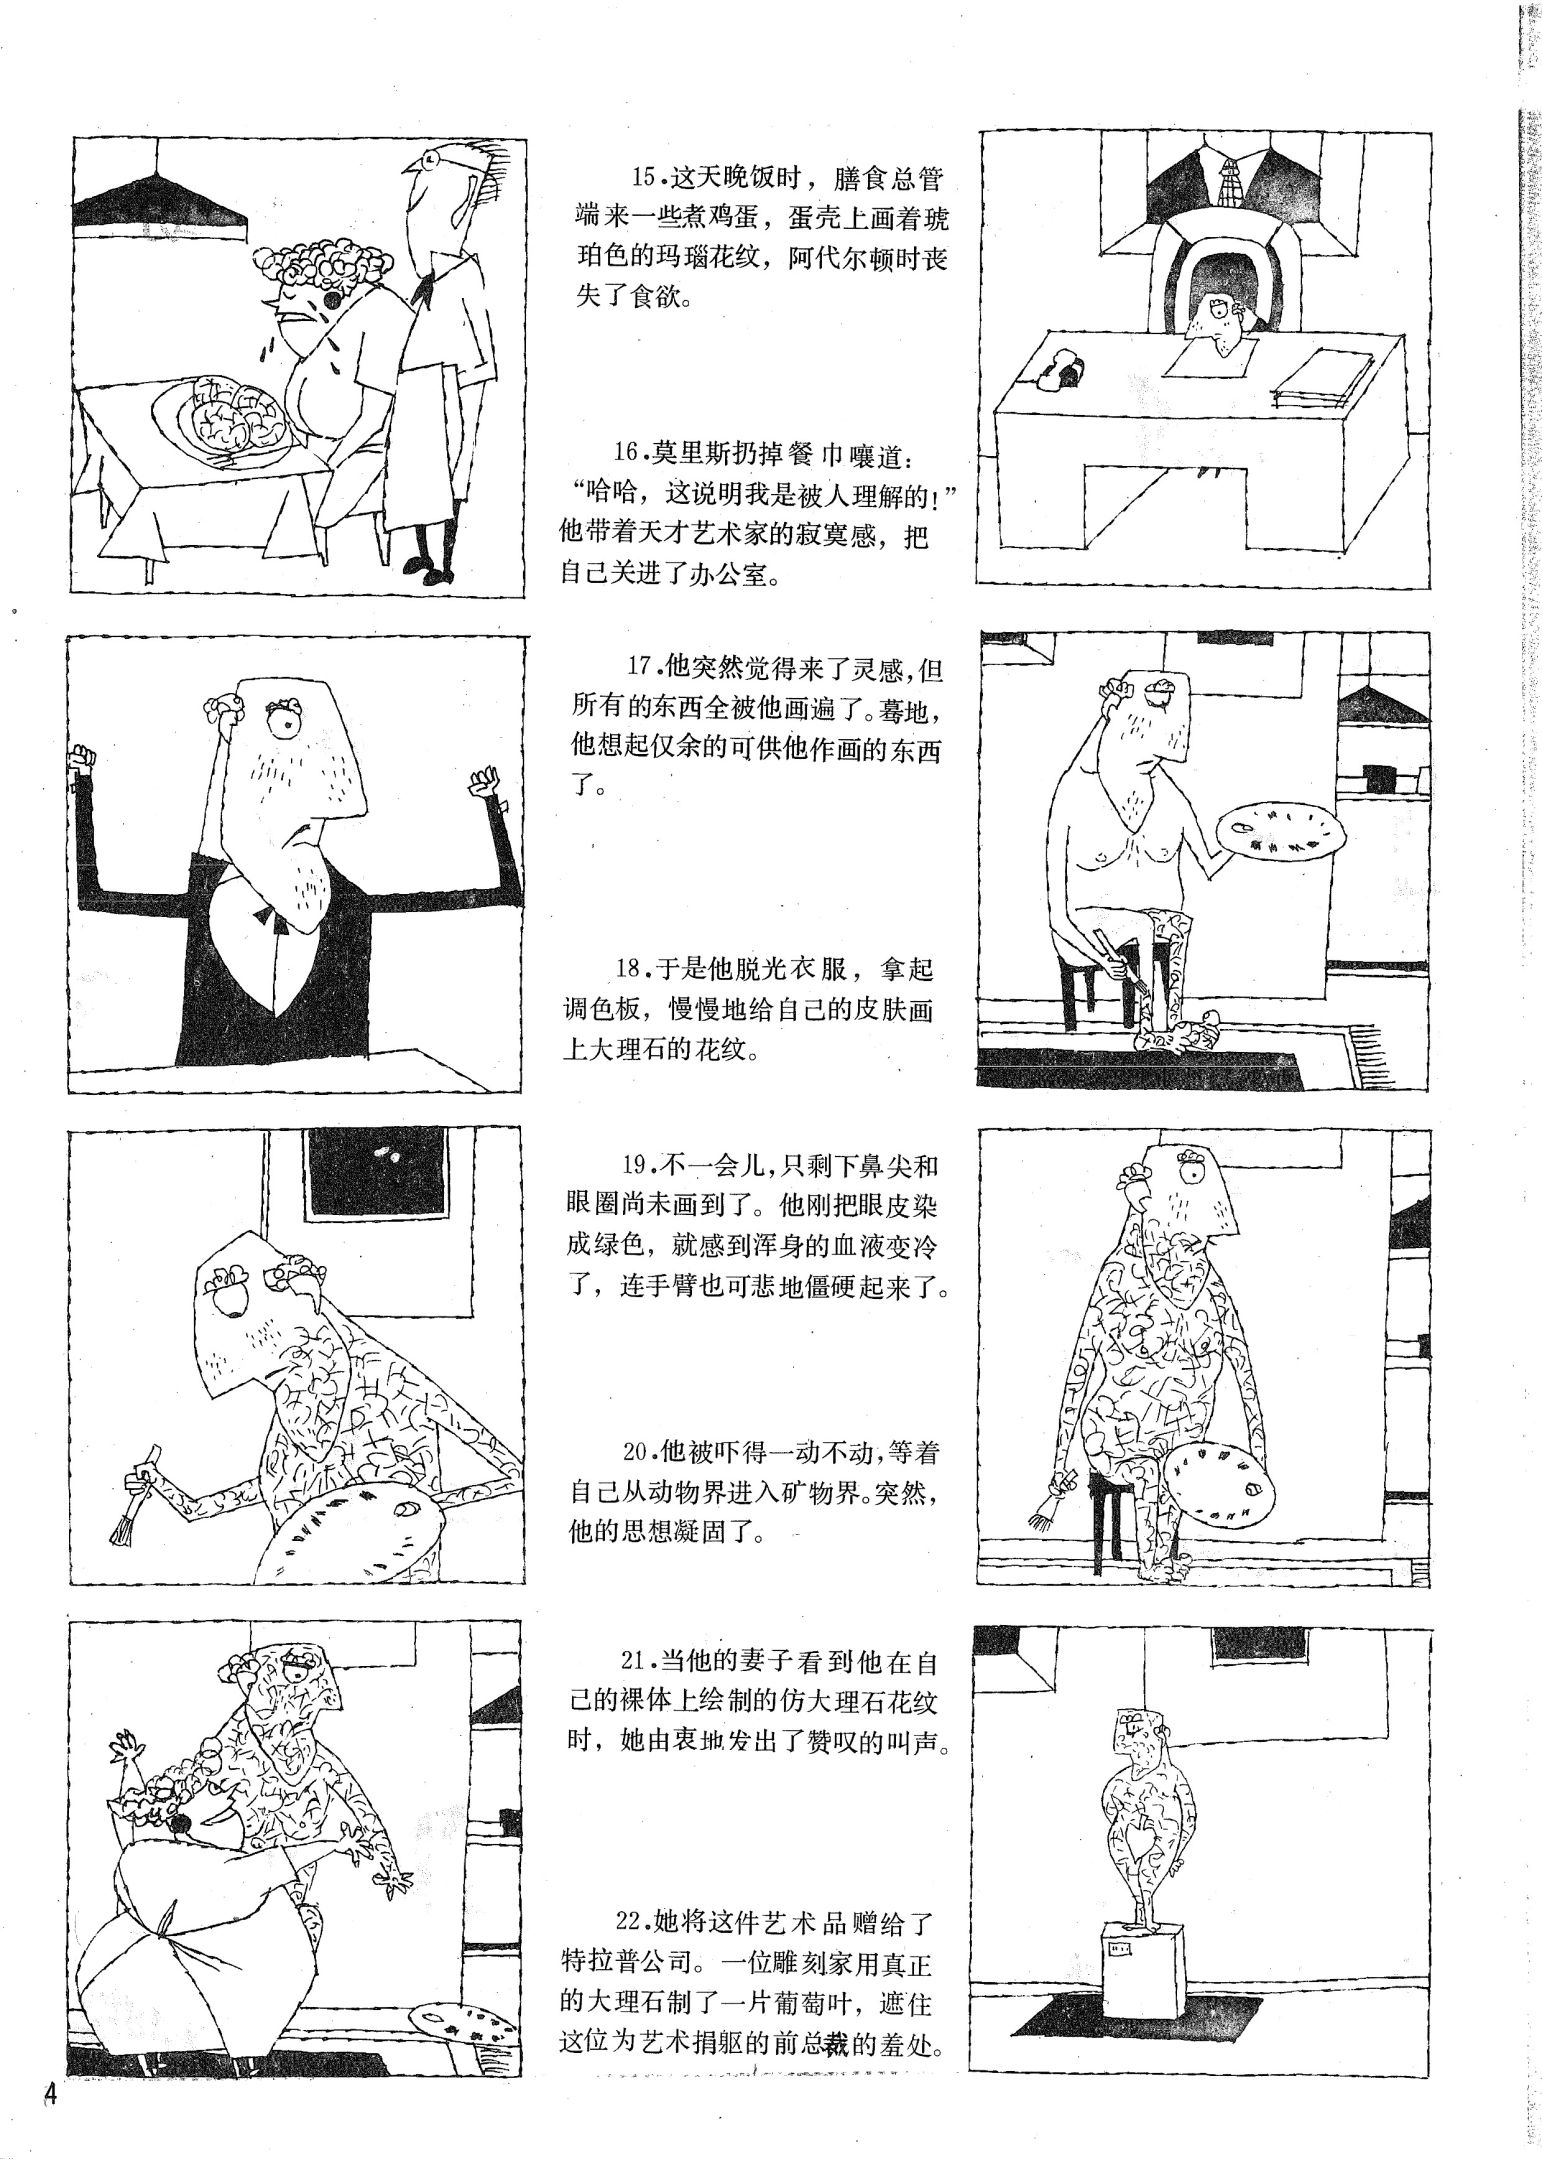 15.这天晚饭时，膳食总管
端来一些煮鸡蛋，蛋壳上画着琥
珀色的玛瑙花纹，阿代尔顿时丧
失了食欲。
16.莫里斯扔掉餐巾嚷道：
“哈哈，这说明我是被人理解的！”
他带着天才艺术家的寂寞感，把
自己关进了办公室。
17.他突然觉得来了灵感，但
所有的东西全被他画遍了。蓦地，
他想起仅余的可供他作画的东西
了。
18.于是他脱光衣服，拿起
调色板，慢慢地给自己的皮肤画
上大理石的花纹。
19.不一会儿，只剩下鼻尖和
眼圈尚未画到了。他刚把眼皮染
成绿色，就感到浑身的血液变冷
了，连手臂也可悲地僵硬起来了。
20.他被吓得一动不动，等着
自己从动物界进入矿物界。突然，
他的思想凝固了。
21.当他的妻子看到他在自
己的裸体上绘制的仿大理石花纹
时，她由衷地发出了赞叹的叫声。
22.她将这件艺术品赠给了
特拉普公司。一位雕刻家用真正
的大理石制了一片葡萄叶，遮住
这位为艺术捐躯的前总裁的羞处。
4